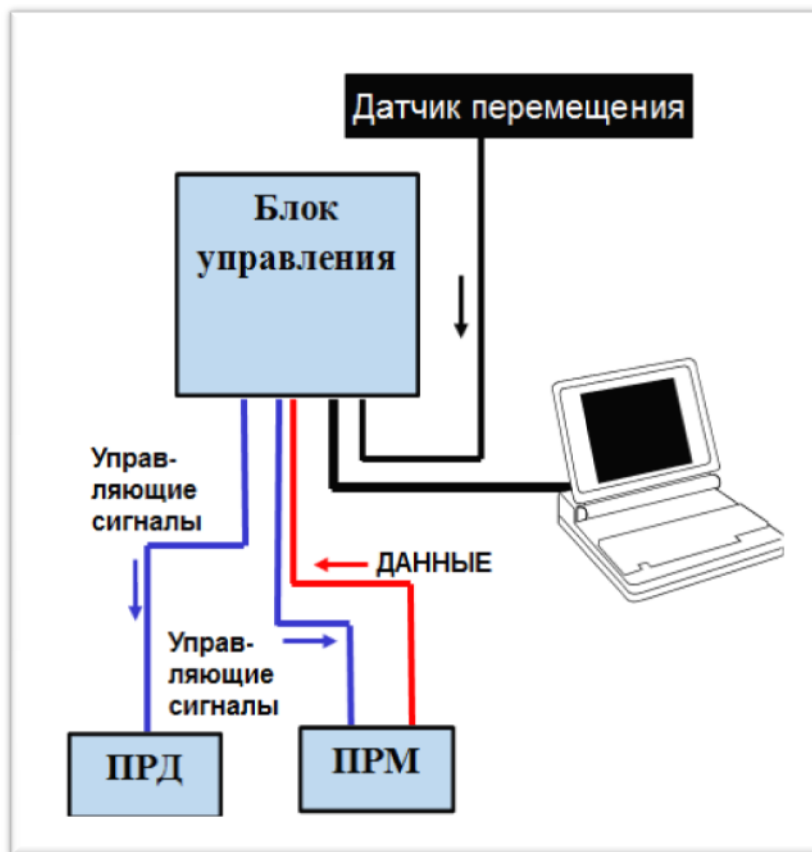 Датчик перемещения
Блок
управления
Управ-
ляющие
сигналы
ДАННЫЕ
Управ-
ляющие
сигналы
ПРД
ПРМ